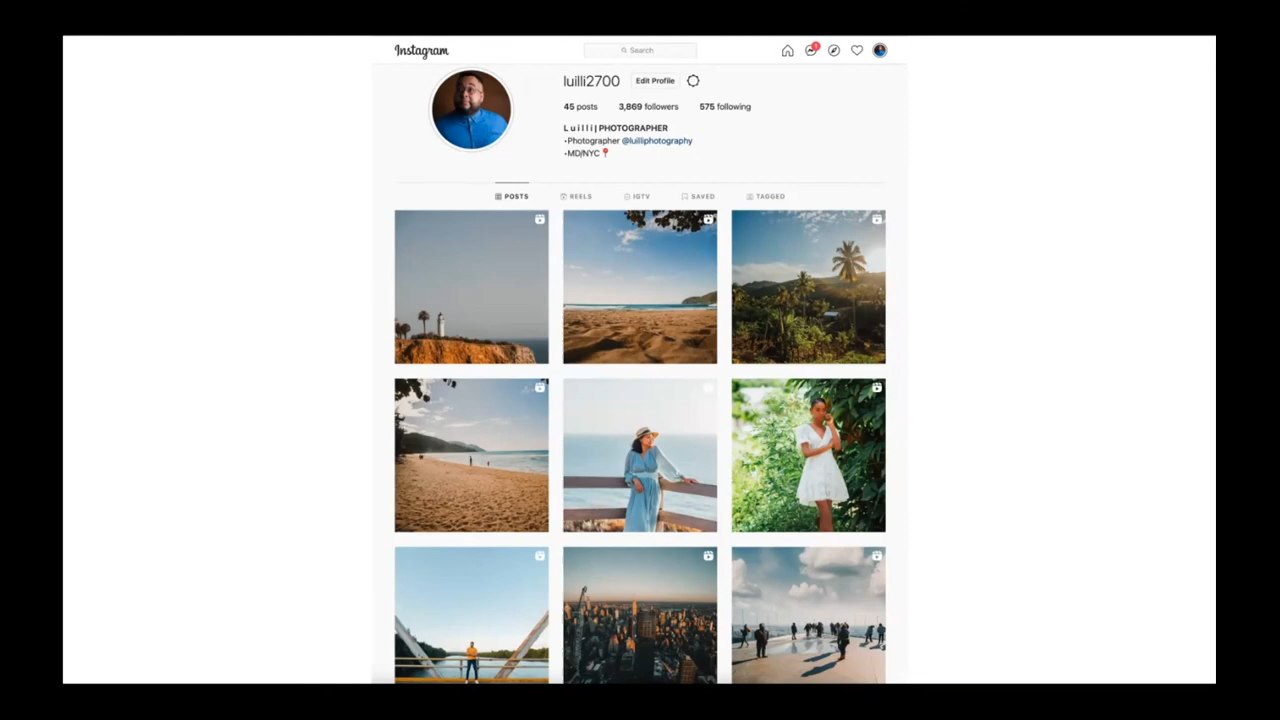 Instagram
Search
1
luilli2700 Edit Profile
45 posts 3,869 followers 575 following
L u i l l i | PHOTOGRAPHER
•Photographer @luilliphotography
•MD/NYC📍
POSTS REELS IGTV SAVED TAGGED